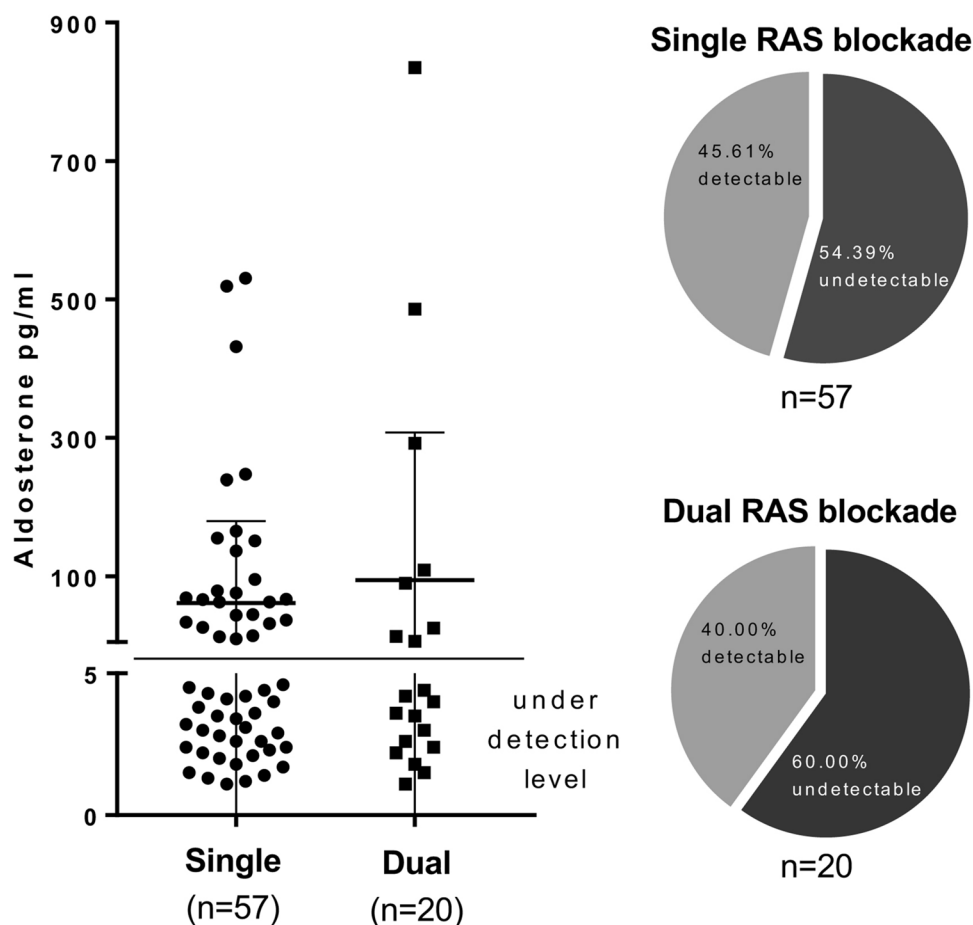 Aldosterone pg/ml
900
700
500
300
100
5
0
under
detection
level
Single
(n=57)
Dual
(n=20)
Single RAS blockade
45.61%
detectable
54.39%
undetectable
n=57
Dual RAS blockade
40.00%
detectable
60.00%
undetectable
n=20